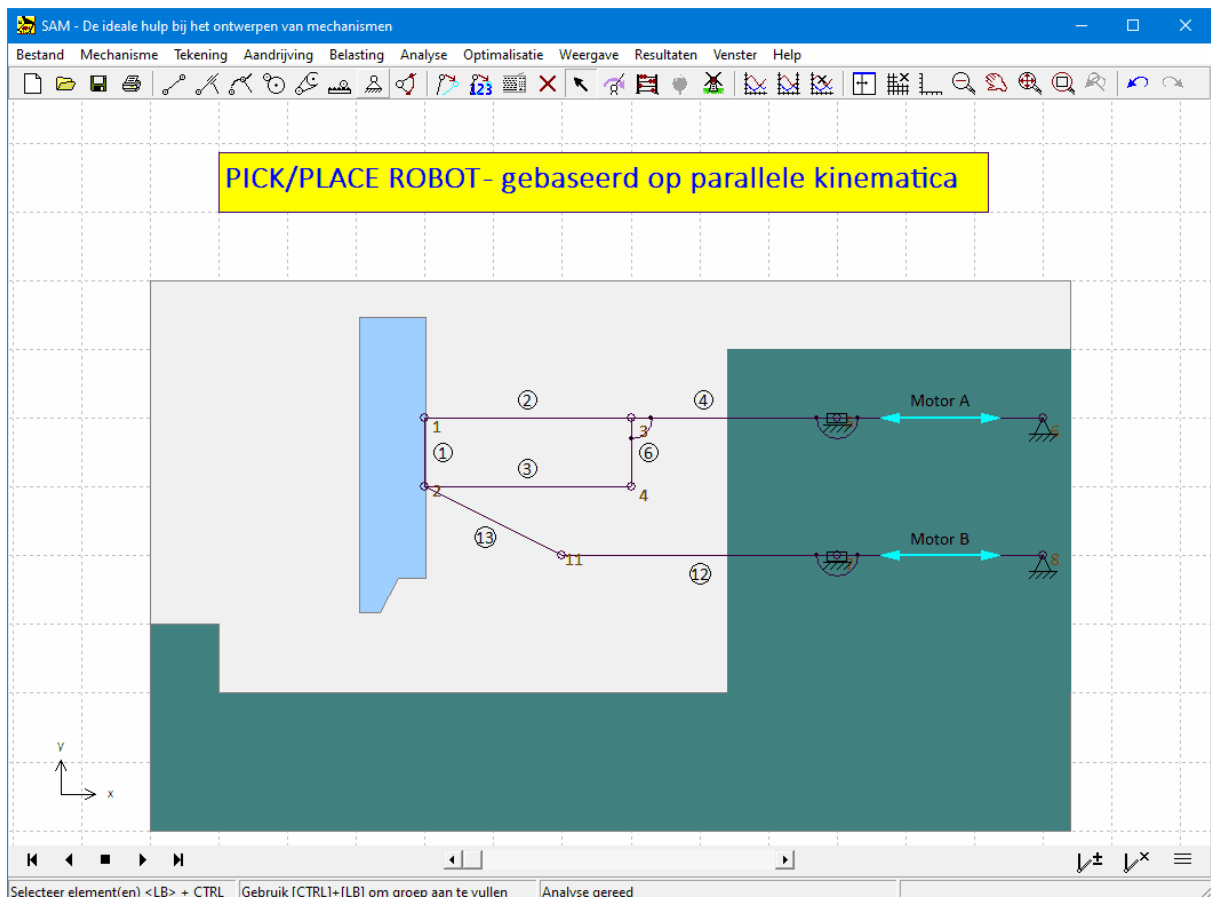 SAM - De ideale hulp bij het ontwerpen van mechanismen
Bestand Mechanisme Tekening Aandrijving Belasting Analyse Optimalisatie Weergave Resultaten Venster Help
123
PICK/PLACE ROBOT- gebaseerd op parallele kinematica
2 4 Motor A
1 3 6
1 6
3
2 4
13 Motor B
11 8
12
y
x
Selecteer element(en) <LB> + CTRL Gebruik [CTRL]+[LB] om groep aan te vullen Analyse gereed